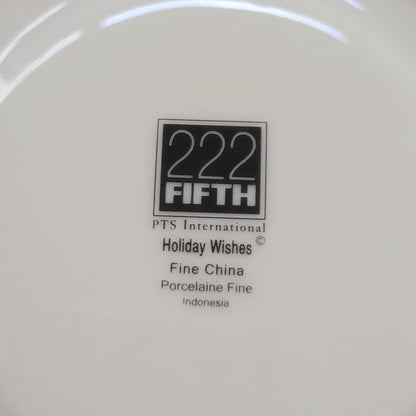 222
FIFTH
PTS International
Holiday Wishes ©
Fine China
Porcelaine Fine
Indonesia